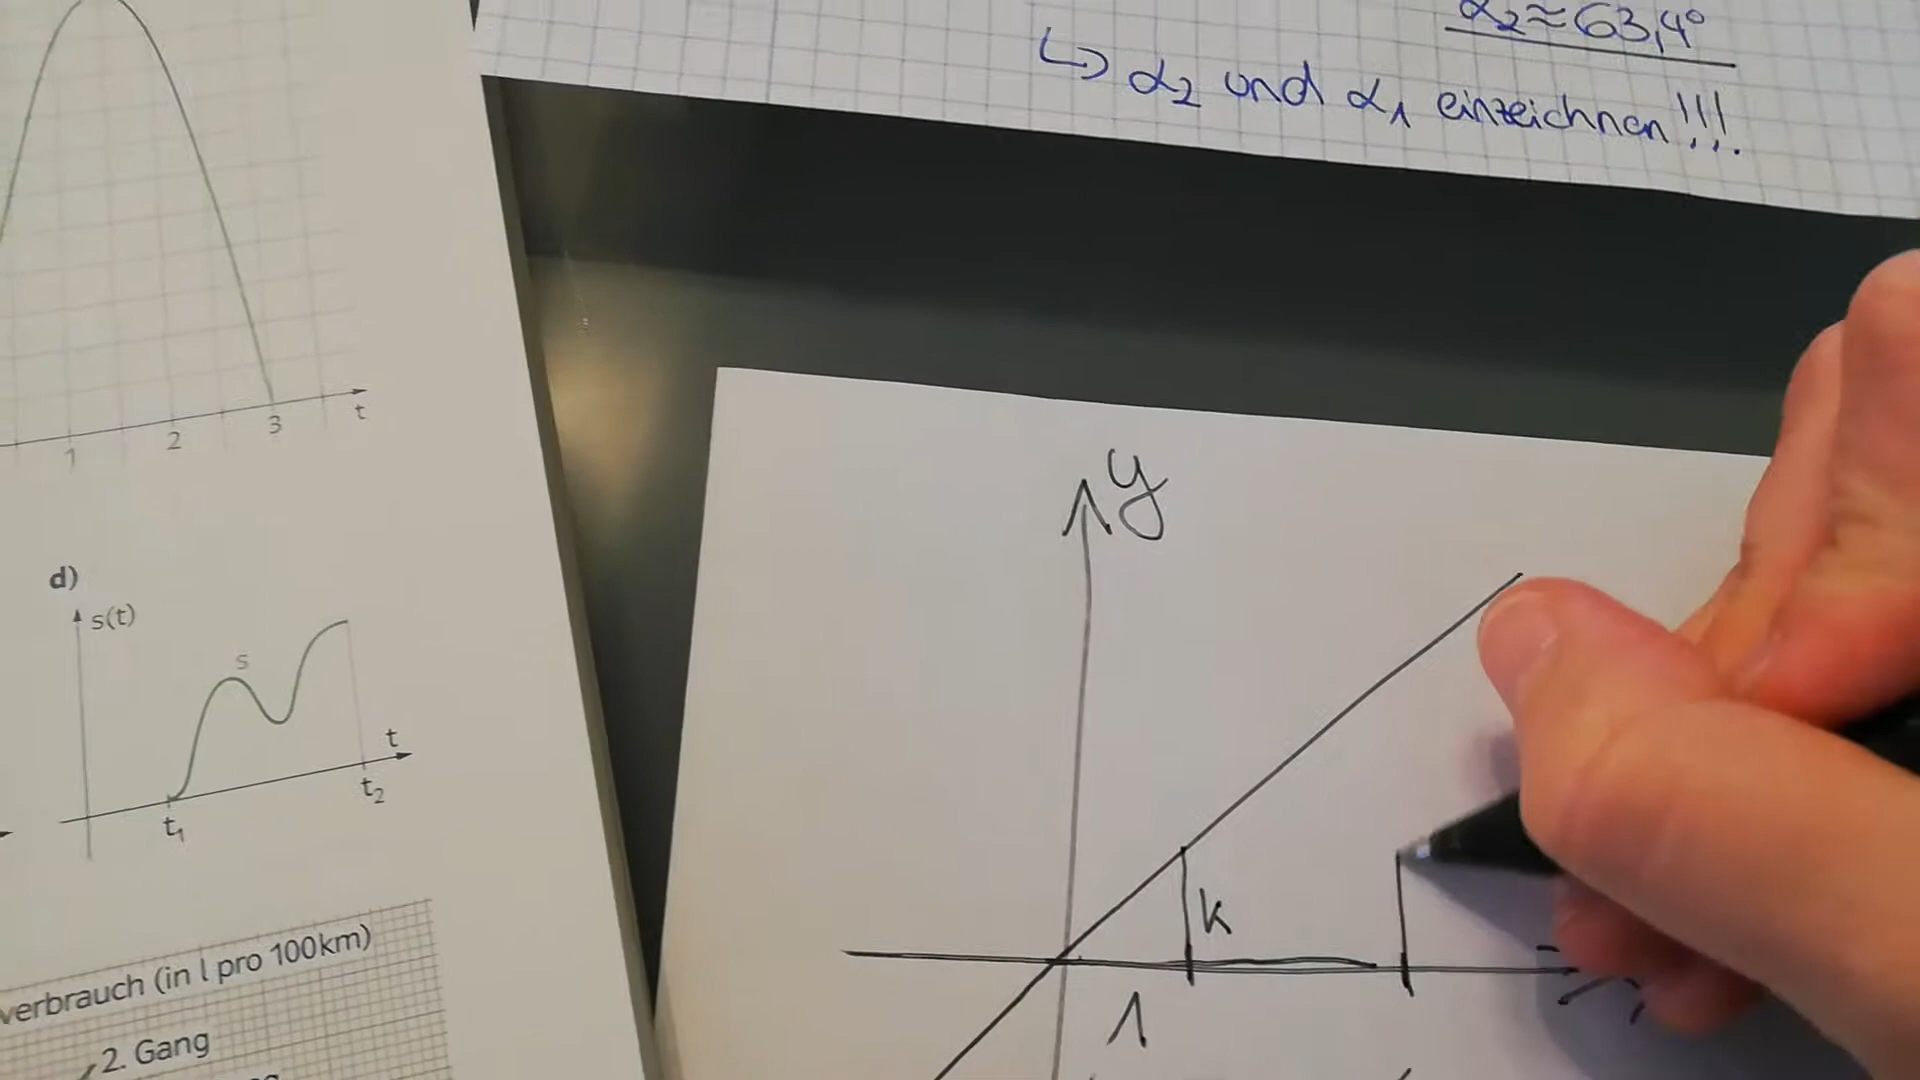 α₂ ≈ 63,4°
↳ α₂ und α₁ einzeichnen!!!
1
2
3
t
d)
s(t)
s
t
t₁
t₂
verbrauch (in l pro 100km)
2. Gang
y
k
1